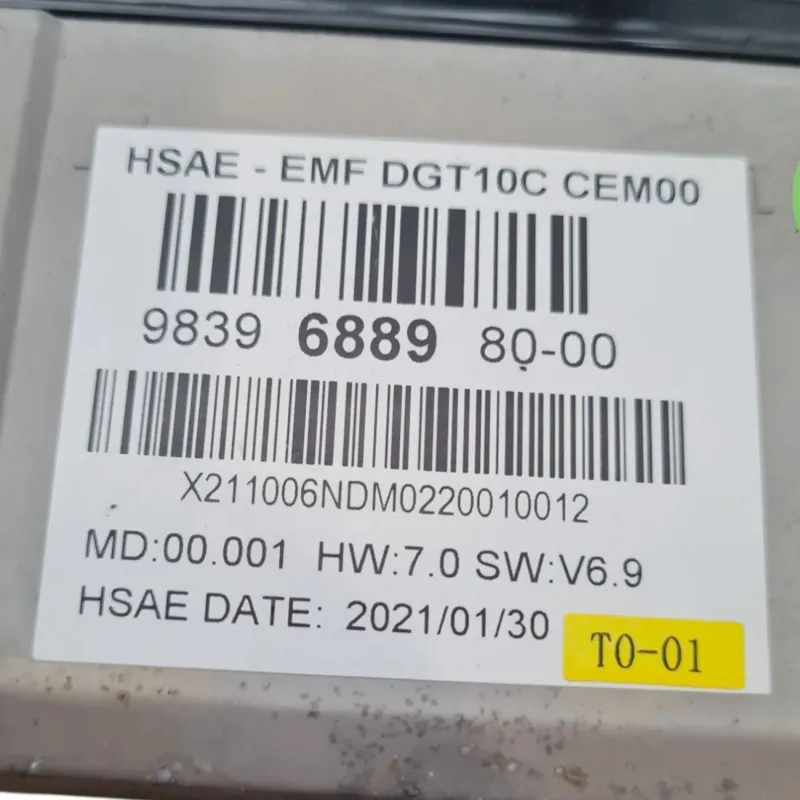 HSAE - EMF DGT10C CEM00
9839 6889 80-00
X211006NDM0220010012
MD:00.001 HW:7.0 SW:V6.9
HSAE DATE: 2021/01/30
T0-01